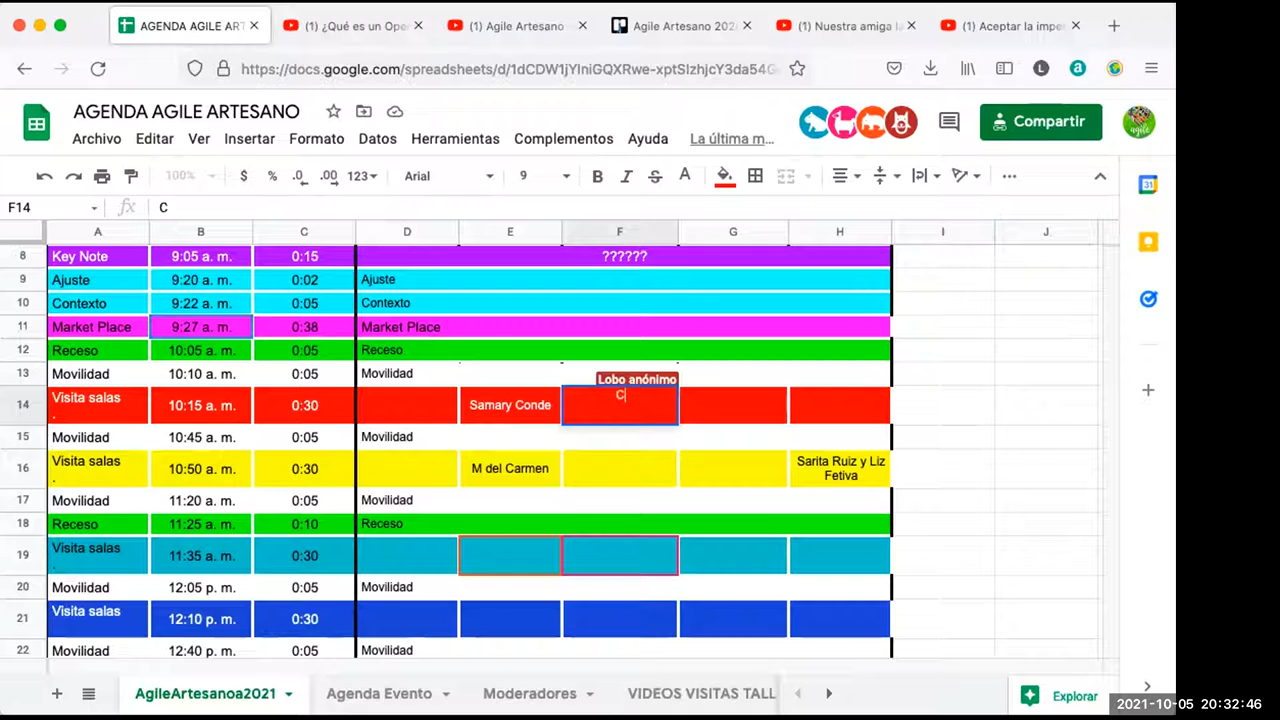 AGENDA AGILE ART
(1) ¿Qué es un Ope
(1) Agile Artesano
Agile Artesano 202
(1) Nuestra amiga la
(1) Aceptar la impe
https://docs.google.com/spreadsheets/d/
AGENDA AGILE ARTESANO
Archivo Editar Ver Insertar Formato Datos Herramientas Complementos Ayuda La última m...
Compartir
100% $ % .0 .00 123 Arial 9 B I S A ...
F14 fx C
A B C D E F G H I J
8 Key Note 9:05 a. m. 0:15 ??????
9 Ajuste 9:20 a. m. 0:02 Ajuste
10 Contexto 9:22 a. m. 0:05 Contexto
11 Market Place 9:27 a. m. 0:38 Market Place
12 Receso 10:05 a. m. 0:05 Receso
13 Movilidad 10:10 a. m. 0:05 Movilidad
Lobo anónimo
14 Visita salas . 10:15 a. m. 0:30 Samary Conde C
15 Movilidad 10:45 a. m. 0:05 Movilidad
16 Visita salas . 10:50 a. m. 0:30 M del Carmen Sarita Ruiz y Liz
Fetiva
17 Movilidad 11:20 a. m. 0:05 Movilidad
18 Receso 11:25 a. m. 0:10 Receso
19 Visita salas . 11:35 a. m. 0:30
20 Movilidad 12:05 p. m. 0:05 Movilidad
21 Visita salas 12:10 p. m. 0:30
22 Movilidad 12:40 p. m. 0:05 Movilidad
AgileArtesanoa2021 Agenda Evento Moderadores VIDEOS VISITAS TALL
Explorar
2021-10-05 20:32:46